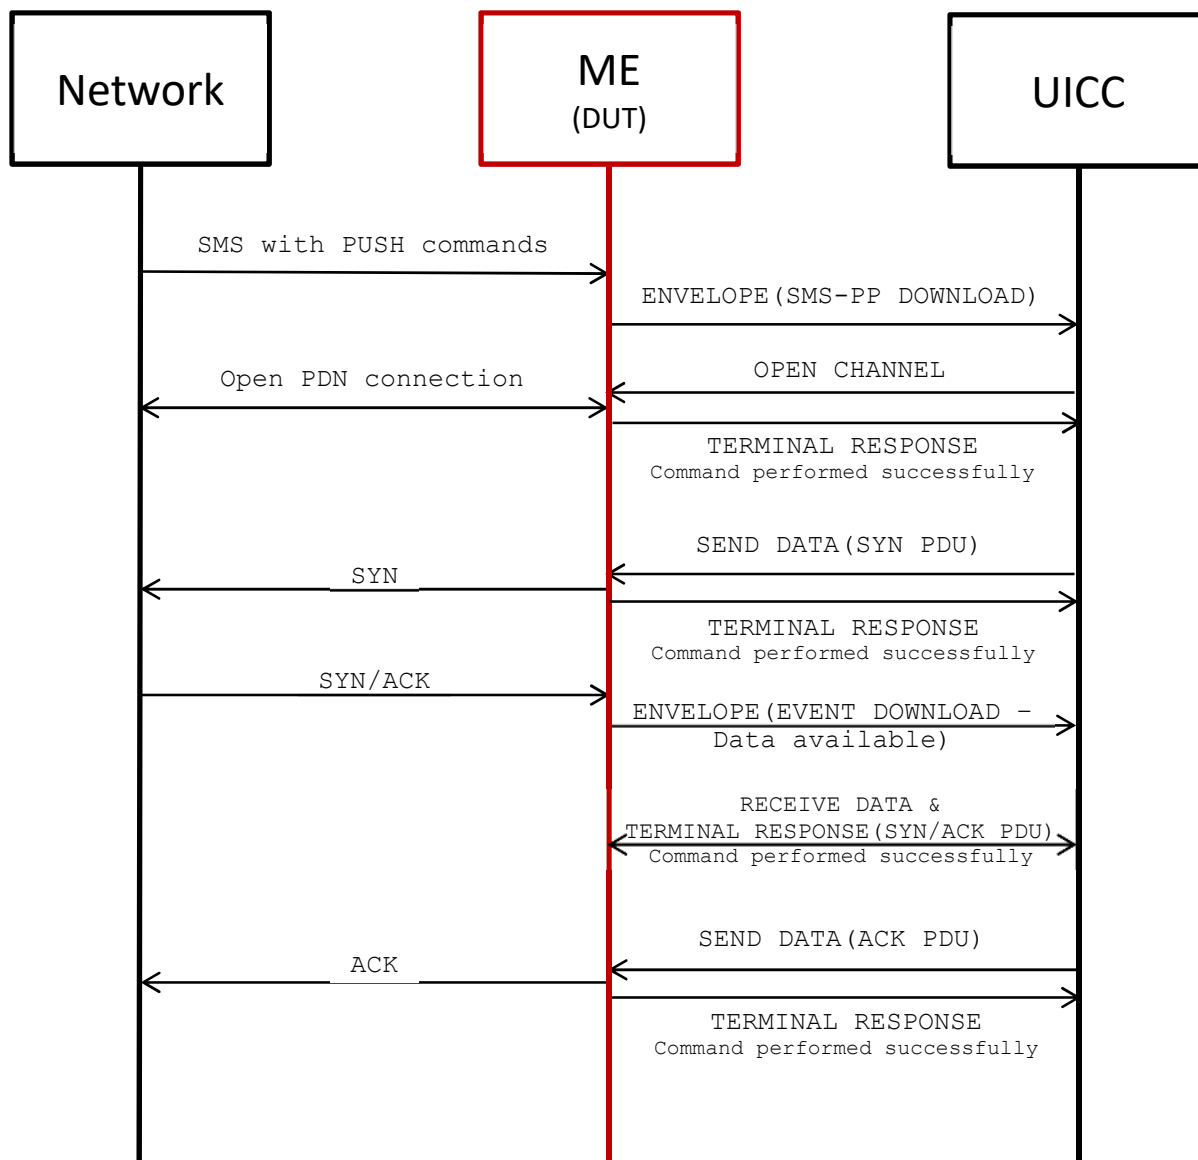 Network
ME
(DUT)
UICC
SMS with PUSH commands
ENVELOPE(SMS-PP DOWNLOAD)
OPEN CHANNEL
Open PDN connection
TERMINAL RESPONSE
Command performed successfully
SEND DATA(SYN PDU)
SYN
TERMINAL RESPONSE
Command performed successfully
SYN/ACK
ENVELOPE(EVENT DOWNLOAD –
Data available)
RECEIVE DATA &
TERMINAL RESPONSE(SYN/ACK PDU)
Command performed successfully
SEND DATA(ACK PDU)
ACK
TERMINAL RESPONSE
Command performed successfully